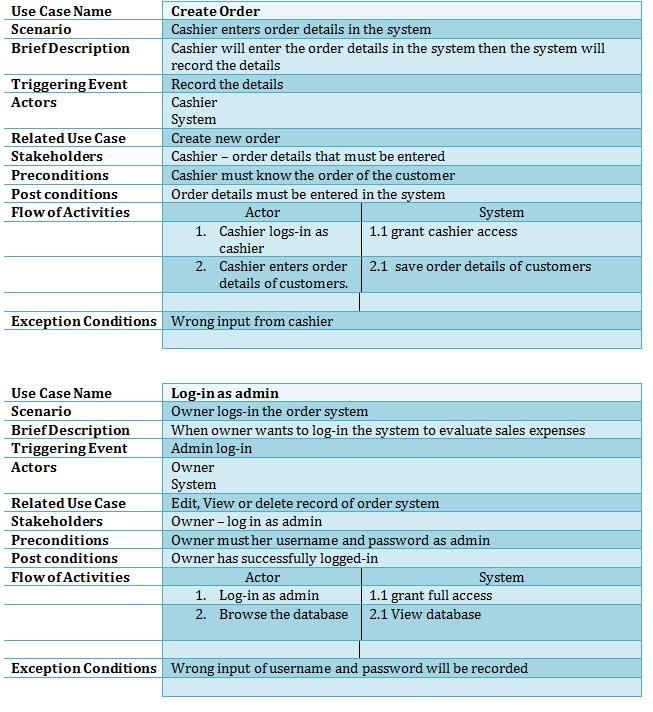 Use Case Name Create Order
Scenario Cashier enters order details in the system
Brief Description Cashier will enter the order details in the system then the system will
record the details
Triggering Event Record the details
Actors Cashier
System
Related Use Case Create new order
Stakeholders Cashier – order details that must be entered
Preconditions Cashier must know the order of the customer
Post conditions Order details must be entered in the system
Flow of Activities Actor System
1. Cashier logs-in as 1.1 grant cashier access
cashier
2. Cashier enters order 2.1 save order details of customers
details of customers.
Exception Conditions Wrong input from cashier
Use Case Name Log-in as admin
Scenario Owner logs-in the order system
Brief Description When owner wants to log-in the system to evaluate sales expenses
Triggering Event Admin log-in
Actors Owner
System
Related Use Case Edit, View or delete record of order system
Stakeholders Owner – log in as admin
Preconditions Owner must her username and password as admin
Post conditions Owner has successfully logged-in
Flow of Activities Actor System
1. Log-in as admin 1.1 grant full access
2. Browse the database 2.1 View database
Exception Conditions Wrong input of username and password will be recorded